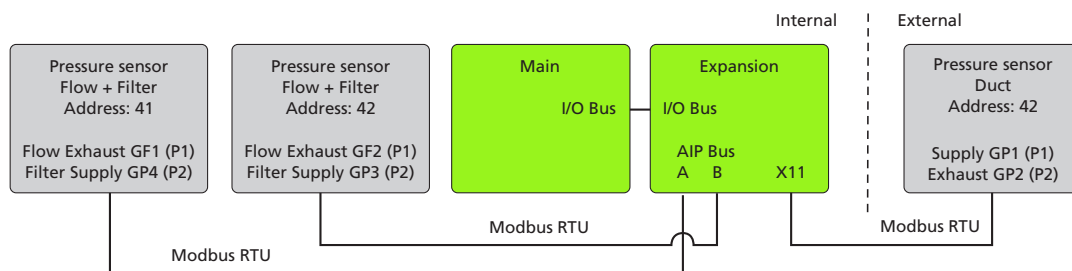 Internal
External
Pressure sensor
Flow + Filter
Address: 41
Flow Exhaust GF1 (P1)
Filter Supply GP4 (P2)
Pressure sensor
Flow + Filter
Address: 42
Flow Exhaust GF2 (P1)
Filter Supply GP3 (P2)
Main
I/O Bus
Expansion
I/O Bus
AIP Bus
A B X11
Pressure sensor
Duct
Address: 42
Supply GP1 (P1)
Exhaust GP2 (P2)
Modbus RTU
Modbus RTU
Modbus RTU